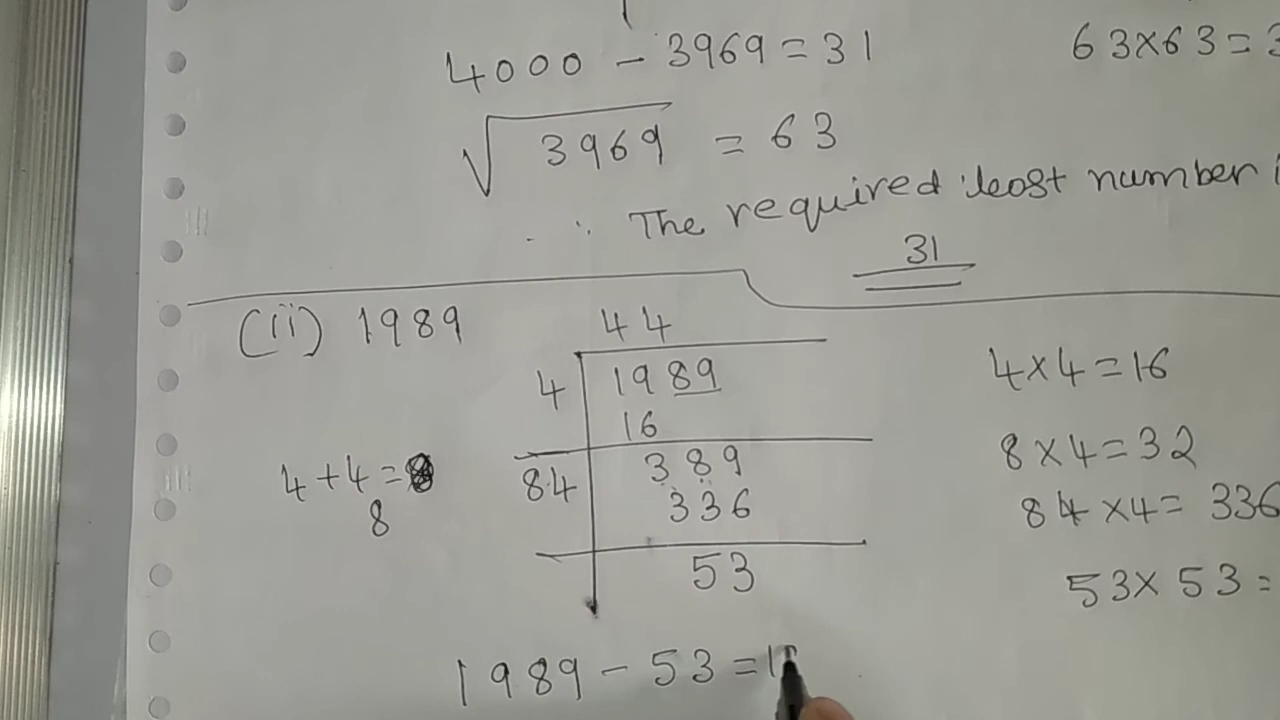 4000 - 3969 = 31
63×63 =
√3969 = 63
∴ The required least number
31
(ii) 1989
44
4 1989
16
84 389
336
53
4+4=8
8
4×4=16
8×4=32
84×4= 336
53× 53 =
1989 - 53 = 1